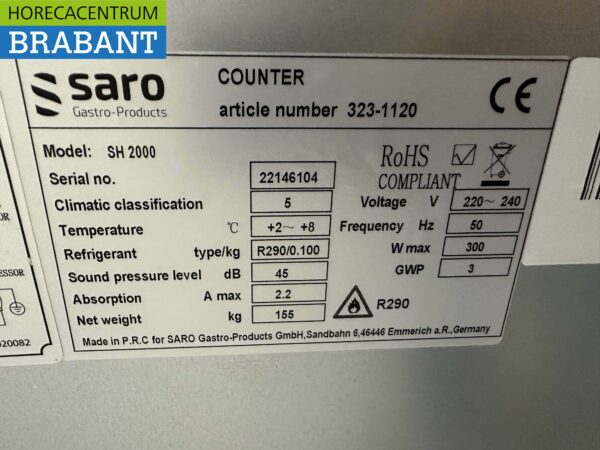 HORECACENTRUM
BRABANT
saro
Gastro-Products
COUNTER
article number 323-1120
CE
Model: SH 2000
RoHS
COMPLIANT
Serial no. 22146104
Climatic classification 5
Temperature °C +2～ +8
Refrigerant type/kg R290/0.100
Sound pressure level dB 45
Absorption A max 2.2
Net weight kg 155
Voltage V 220～ 240
Frequency Hz 50
W max 300
GWP 3
R290
Made in P.R.C for SARO Gastro-Products GmbH,Sandbahn 6,46446 Emmerich a.R.,Germany
20082